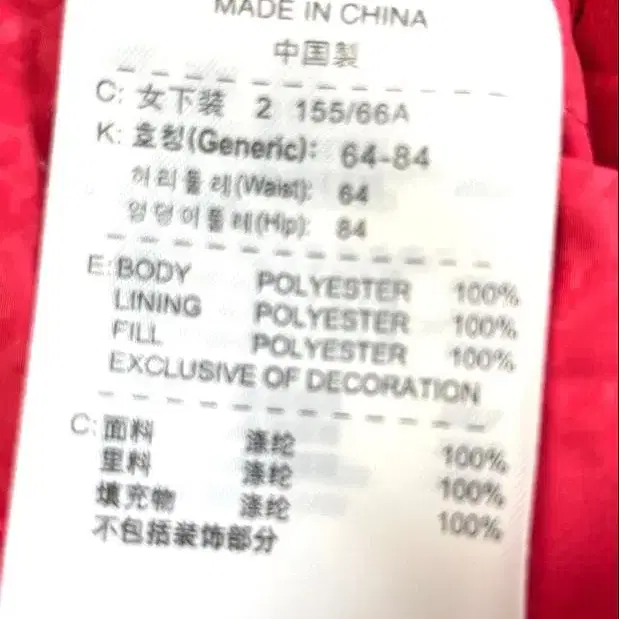 MADE IN CHINA
中国製
C: 女下装 2 155/66A
K: 호칭(Generic): 64-84
허리둘레(Waist): 64
엉덩이둘레(Hip): 84
E: BODY POLYESTER 100%
LINING POLYESTER 100%
FILL POLYESTER 100%
EXCLUSIVE OF DECORATION
C: 面料 涤纶 100%
里料 涤纶 100%
填充物 涤纶 100%
不包括装饰部分